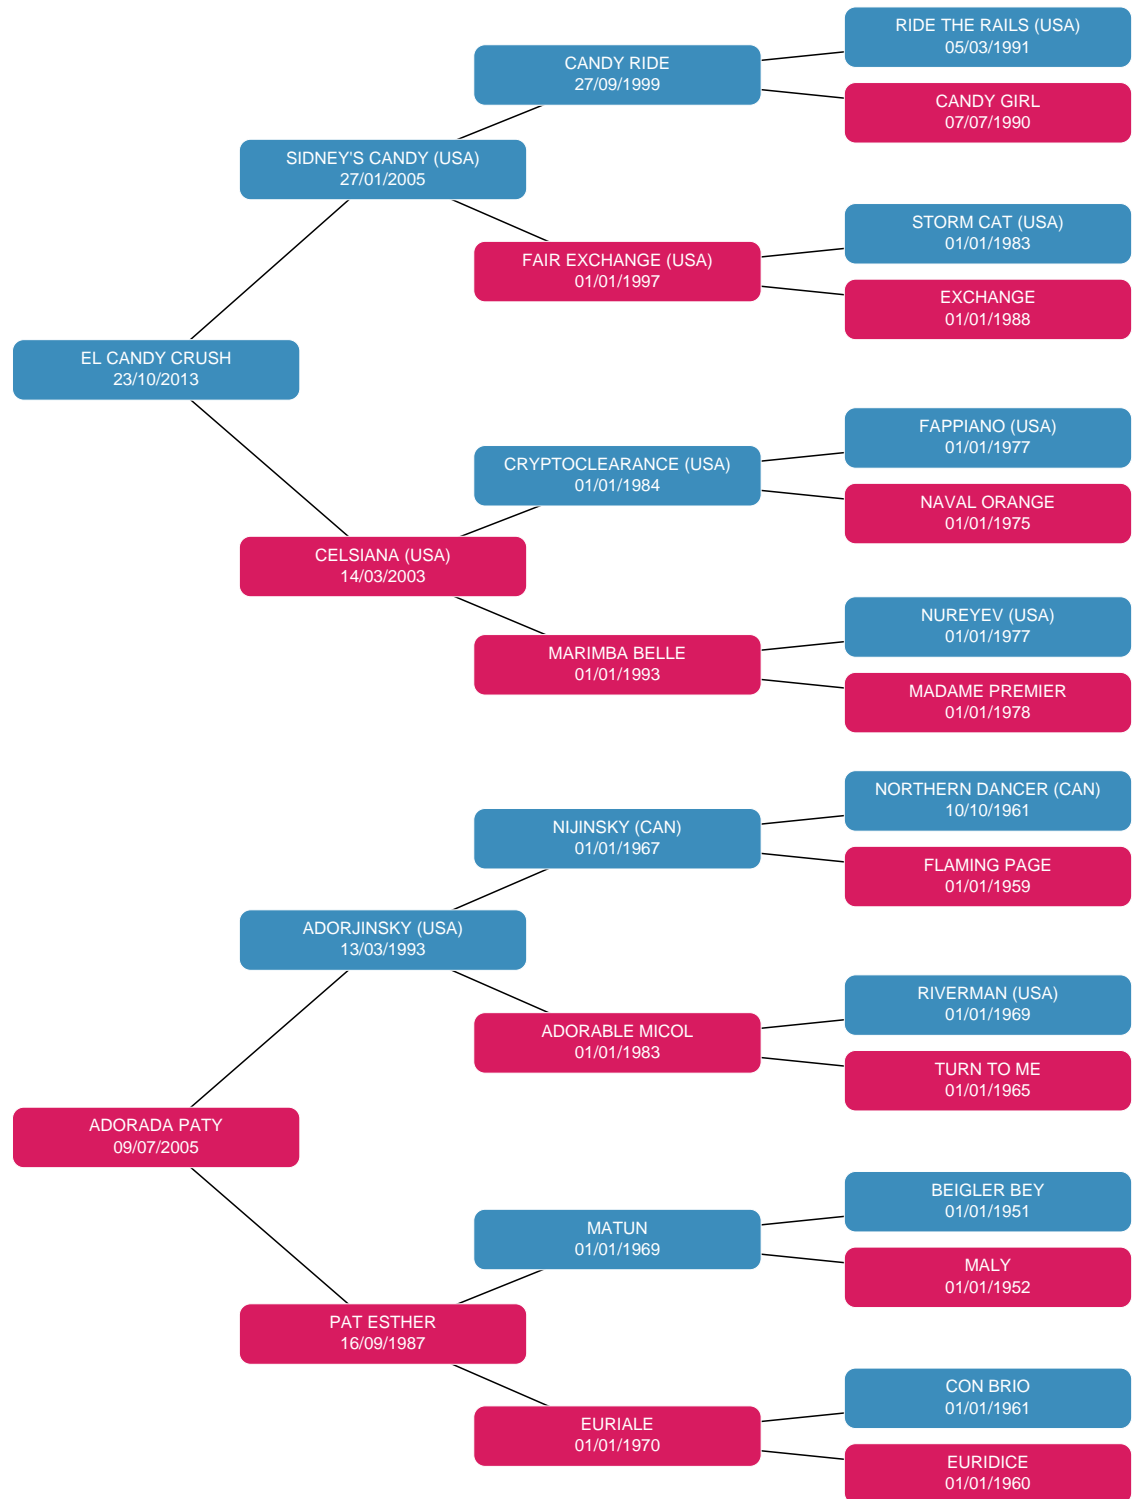 RIDE THE RAILS (USA)
05/03/1991
CANDY RIDE
27/09/1999
CANDY GIRL
07/07/1990
SIDNEY'S CANDY (USA)
27/01/2005
STORM CAT (USA)
01/01/1983
FAIR EXCHANGE (USA)
01/01/1997
EXCHANGE
01/01/1988
EL CANDY CRUSH
23/10/2013
FAPPIANO (USA)
01/01/1977
CRYPTOCLEARANCE (USA)
01/01/1984
NAVAL ORANGE
01/01/1975
CELSIANA (USA)
14/03/2003
NUREYEV (USA)
01/01/1977
MARIMBA BELLE
01/01/1993
MADAME PREMIER
01/01/1978
NORTHERN DANCER (CAN)
10/10/1961
NIJINSKY (CAN)
01/01/1967
FLAMING PAGE
01/01/1959
ADORJINSKY (USA)
13/03/1993
RIVERMAN (USA)
01/01/1969
ADORABLE MICOL
01/01/1983
TURN TO ME
01/01/1965
ADORADA PATY
09/07/2005
BEIGLER BEY
01/01/1951
MATUN
01/01/1969
MALY
01/01/1952
PAT ESTHER
16/09/1987
CON BRIO
01/01/1961
EURIALE
01/01/1970
EURIDICE
01/01/1960